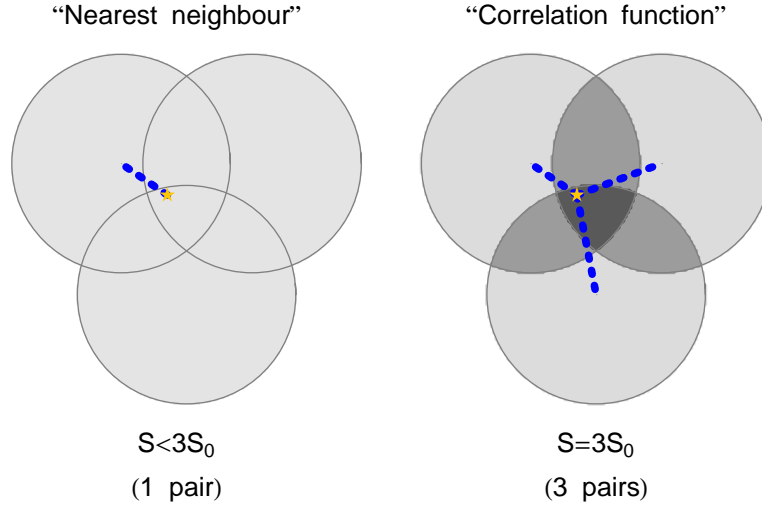 “Nearest neighbour”
“Correlation function”
S<3S₀
(1 pair)
S=3S₀
(3 pairs)